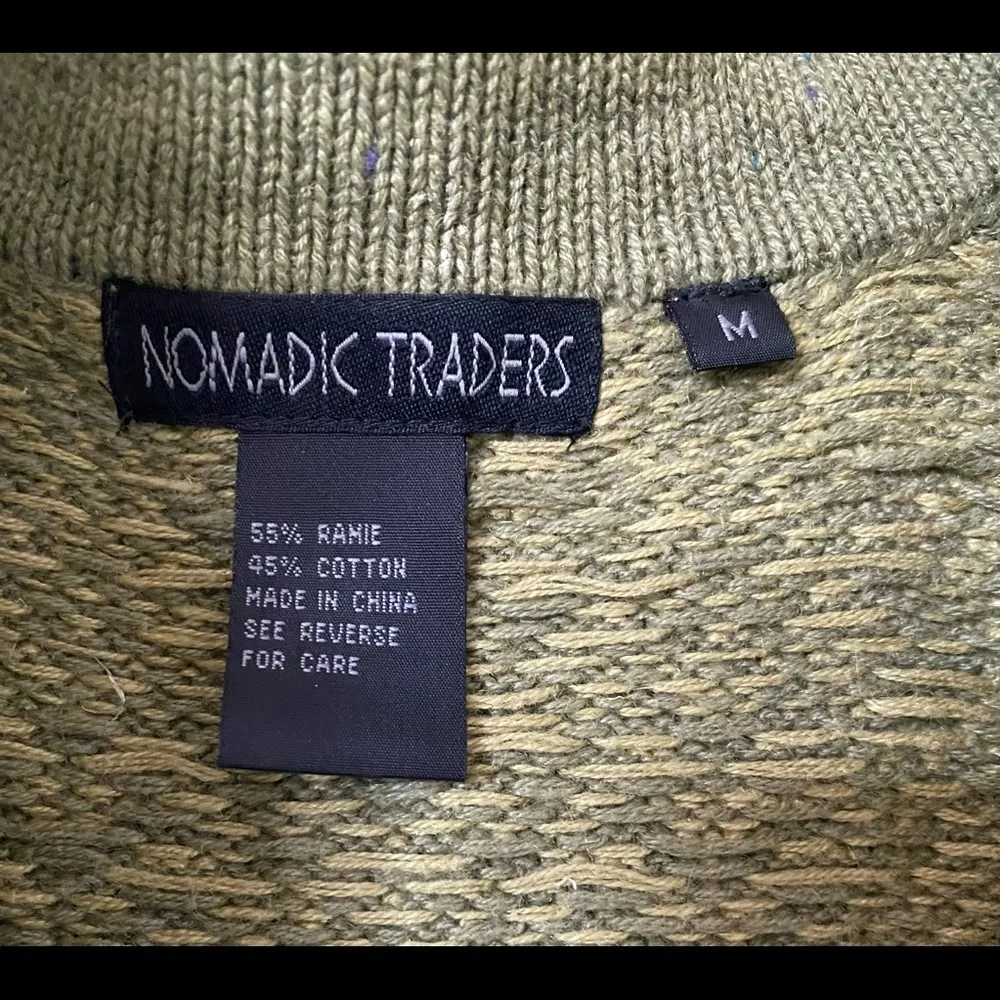 NOMADIC TRADERS
M
55% RAMIE
45% COTTON
MADE IN CHINA
SEE REVERSE
FOR CARE